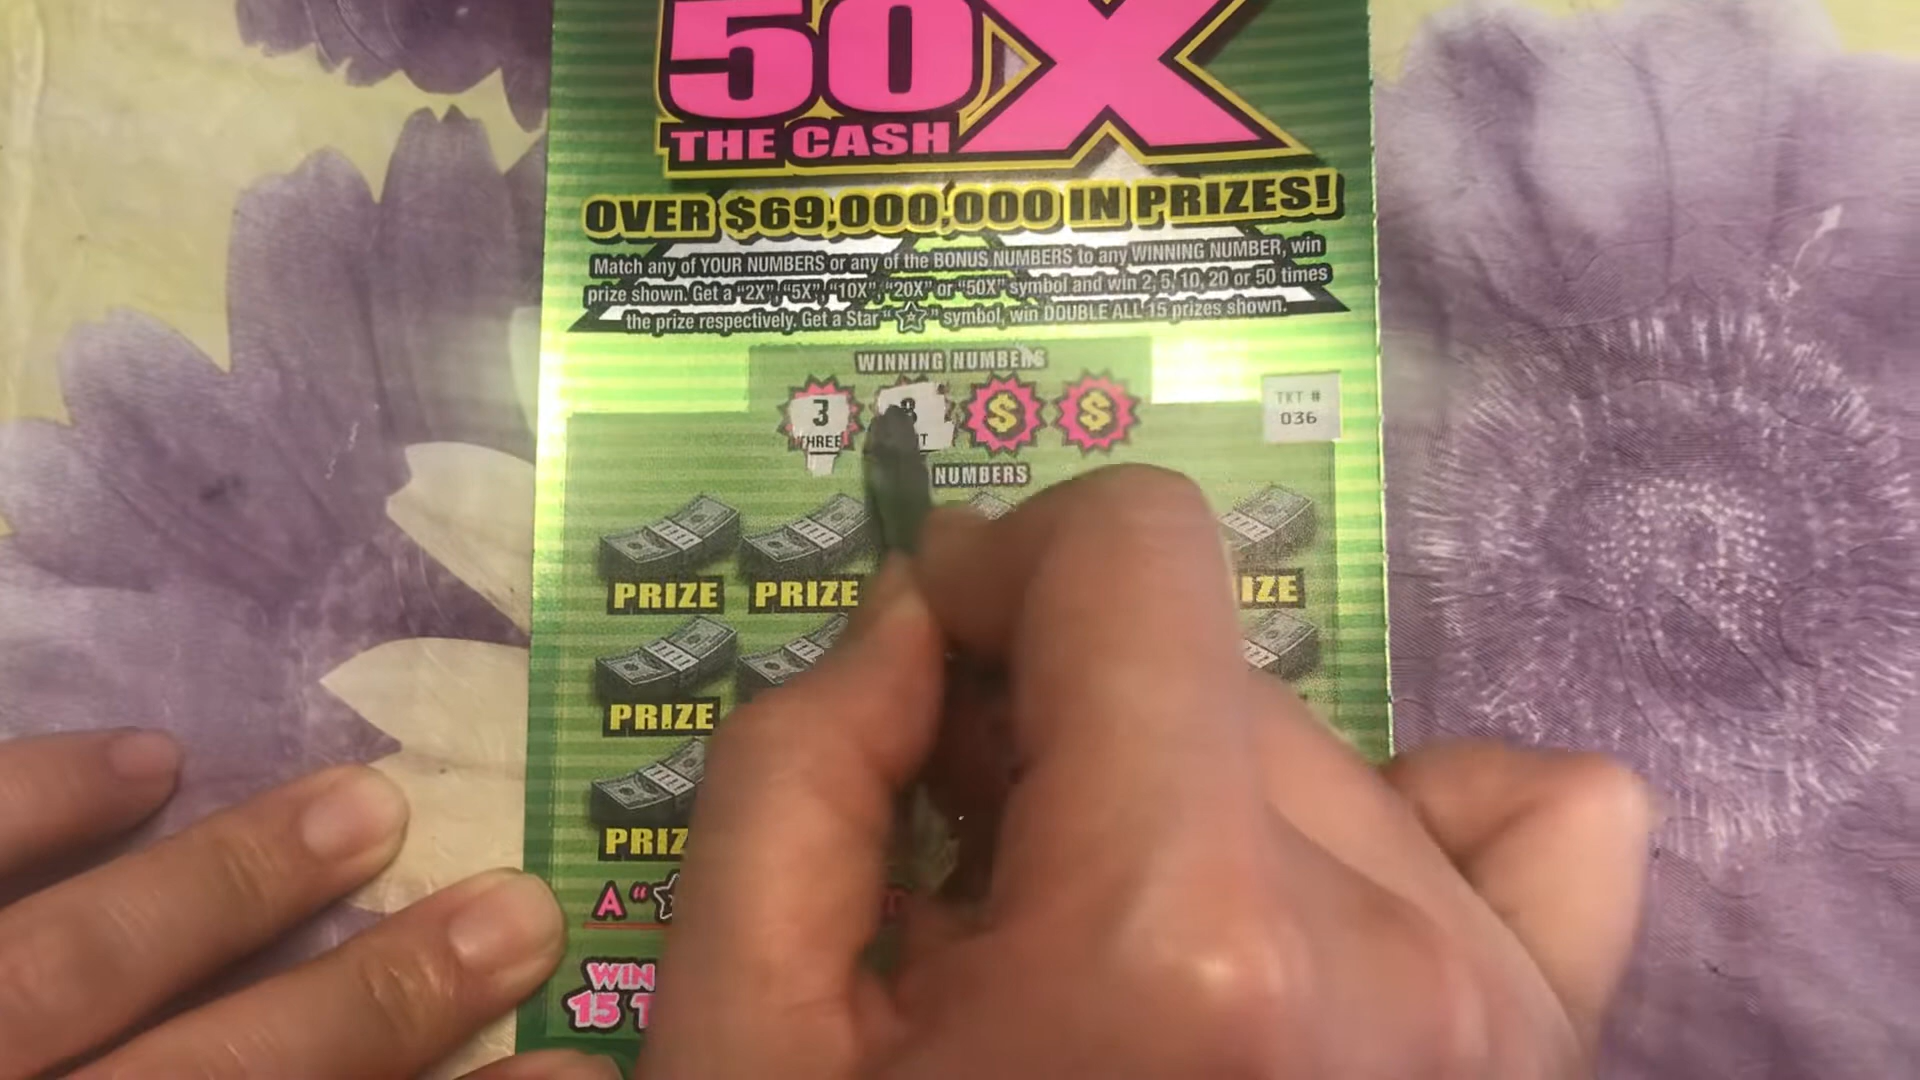 50X
THE CASH
OVER $69,000,000 IN PRIZES!
Match any of YOUR NUMBERS or any of the BONUS NUMBERS to any WINNING NUMBER, win
prize shown. Get a "2X", "5X", "10X", "20X" or "50X" symbol and win 2, 5, 10, 20 or 50 times
the prize respectively. Get a Star "☆" symbol, win DOUBLE ALL 15 prizes shown.
WINNING NUMBERS
3 8 $ $
THREE
TKT #
036
NUMBERS
PRIZE PRIZE
PRIZE
A "☆
WIN
15